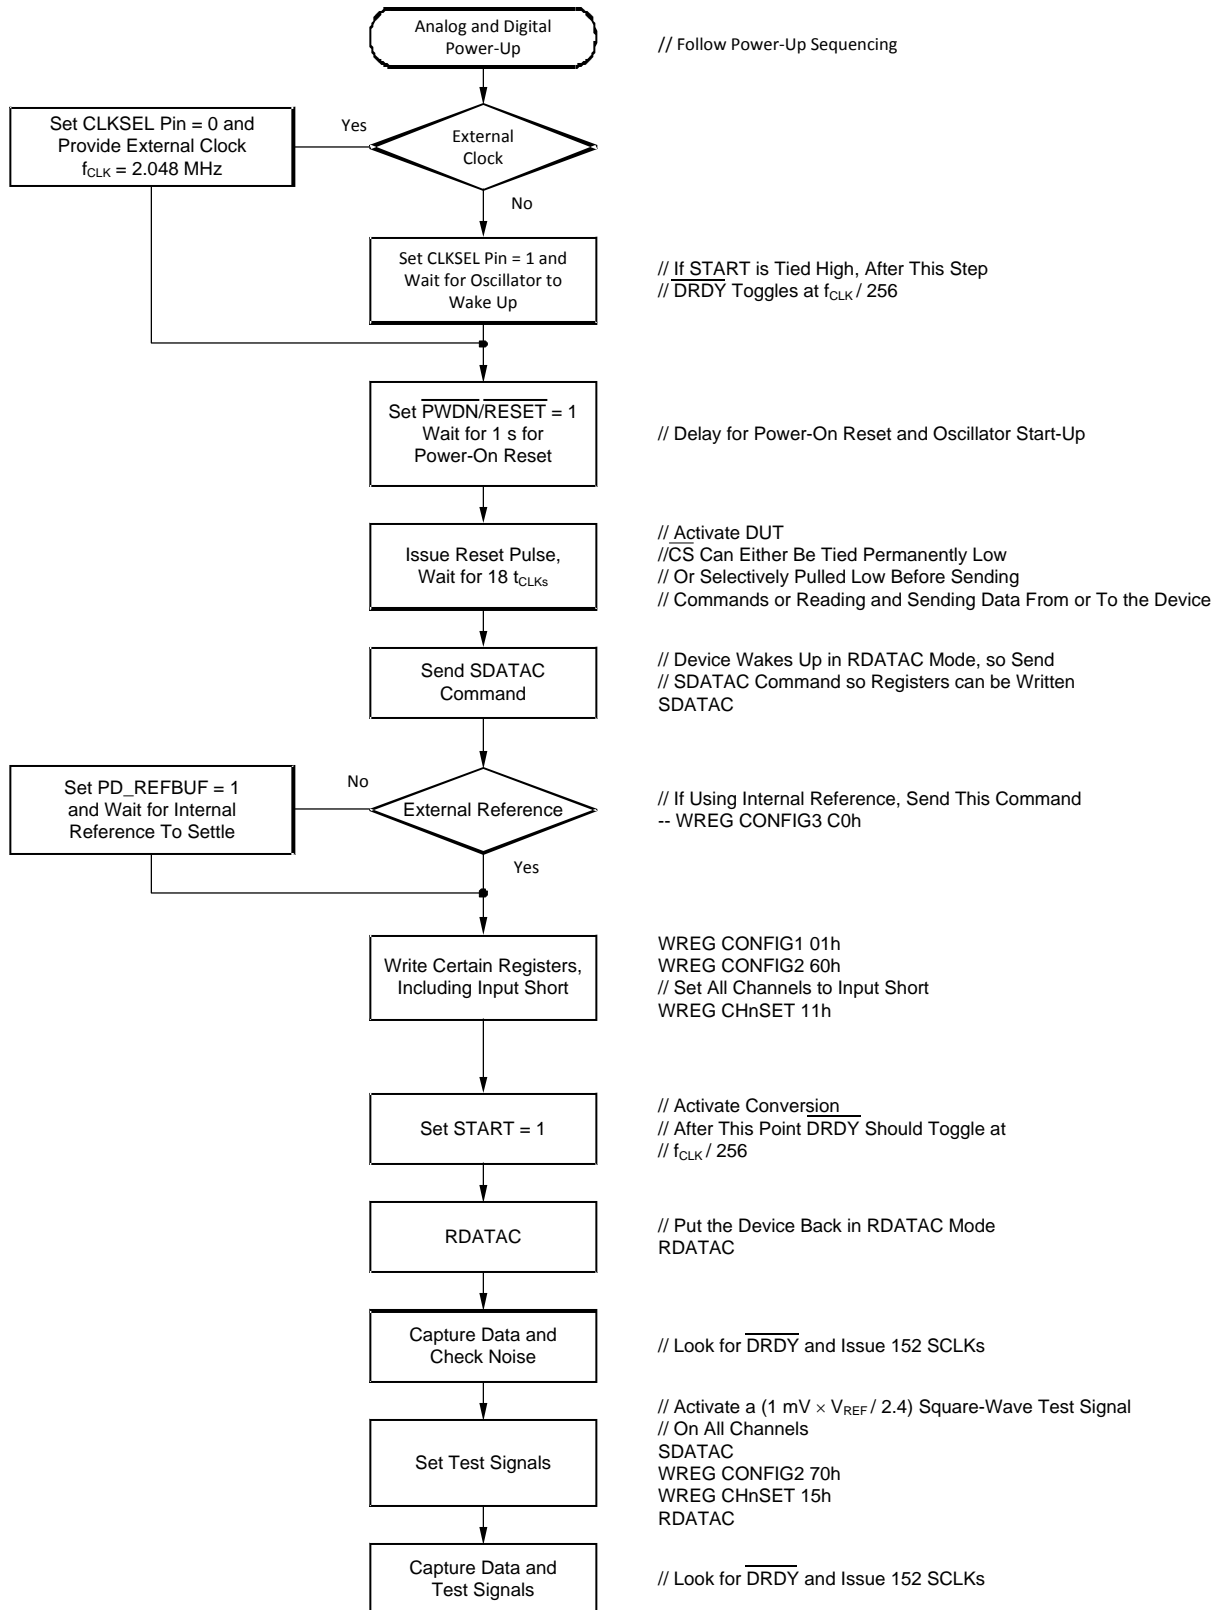 Analog and Digital
Power-Up
// Follow Power-Up Sequencing
Set CLKSEL Pin = 0 and
Provide External Clock
fCLK = 2.048 MHz
Yes
External
Clock
No
Set CLKSEL Pin = 1 and
Wait for Oscillator to
Wake Up
// If START is Tied High, After This Step
// DRDY Toggles at fCLK / 256
Set PWDN/RESET = 1
Wait for 1 s for
Power-On Reset
// Delay for Power-On Reset and Oscillator Start-Up
Issue Reset Pulse,
Wait for 18 tCLKs
// Activate DUT
//CS Can Either Be Tied Permanently Low
// Or Selectively Pulled Low Before Sending
// Commands or Reading and Sending Data From or To the Device
Send SDATAC
Command
// Device Wakes Up in RDATAC Mode, so Send
// SDATAC Command so Registers can be Written
SDATAC
Set PD_REFBUF = 1
and Wait for Internal
Reference To Settle
No
External Reference
Yes
// If Using Internal Reference, Send This Command
-- WREG CONFIG3 C0h
Write Certain Registers,
Including Input Short
WREG CONFIG1 01h
WREG CONFIG2 60h
// Set All Channels to Input Short
WREG CHnSET 11h
Set START = 1
// Activate Conversion
// After This Point DRDY Should Toggle at
// fCLK / 256
RDATAC
// Put the Device Back in RDATAC Mode
RDATAC
Capture Data and
Check Noise
// Look for DRDY and Issue 152 SCLKs
Set Test Signals
// Activate a (1 mV × VREF / 2.4) Square-Wave Test Signal
// On All Channels
SDATAC
WREG CONFIG2 70h
WREG CHnSET 15h
RDATAC
Capture Data and
Test Signals
// Look for DRDY and Issue 152 SCLKs